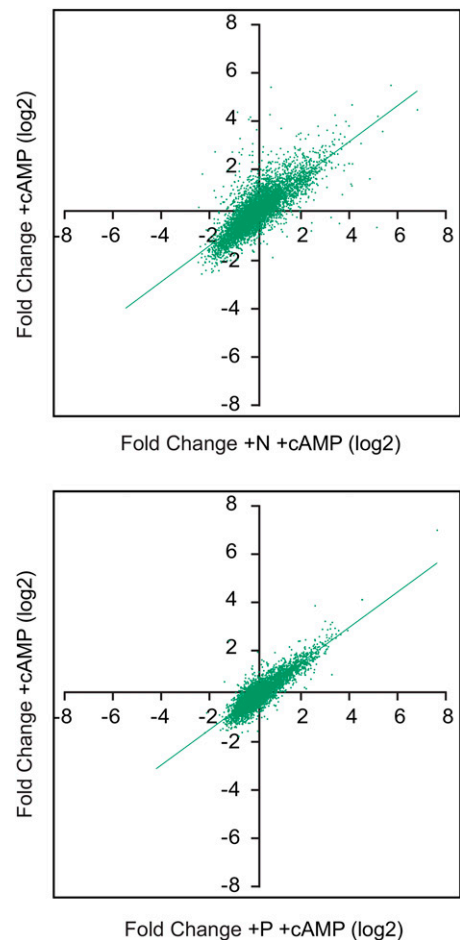 8
6
4
2
-8 -6 -4 -2 2 4 6 8
-2
-4
-6
-8
Fold Change +cAMP (log2)
Fold Change +N +cAMP (log2)
8
6
4
2
-8 -6 -4 -2 2 4 6 8
-2
-4
-6
-8
Fold Change +cAMP (log2)
Fold Change +P +cAMP (log2)